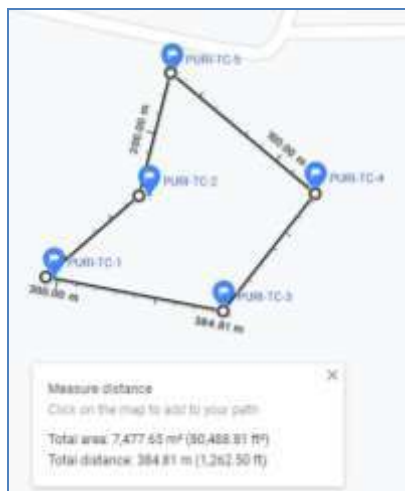 PURI-TC-5
200.00 m
100.00 m
PURI-TC-2
PURI-TC-4
PURI-TC-1
300.00 m
PURI-TC-3
384.81 m
Measure distance
Click on the map to add to your path
Total area: 7,477.65 m² (80,488.81 ft²)
Total distance: 384.81 m (1,262.50 ft)